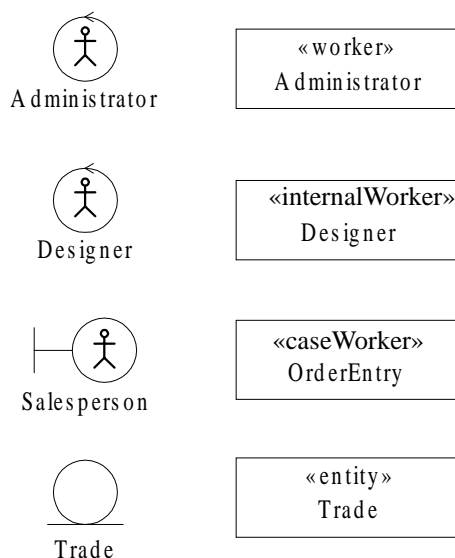 «worker»
Administrator
Administrator
«internalWorker»
Designer
Designer
«caseWorker»
OrderEntry
Salesperson
«entity»
Trade
Trade